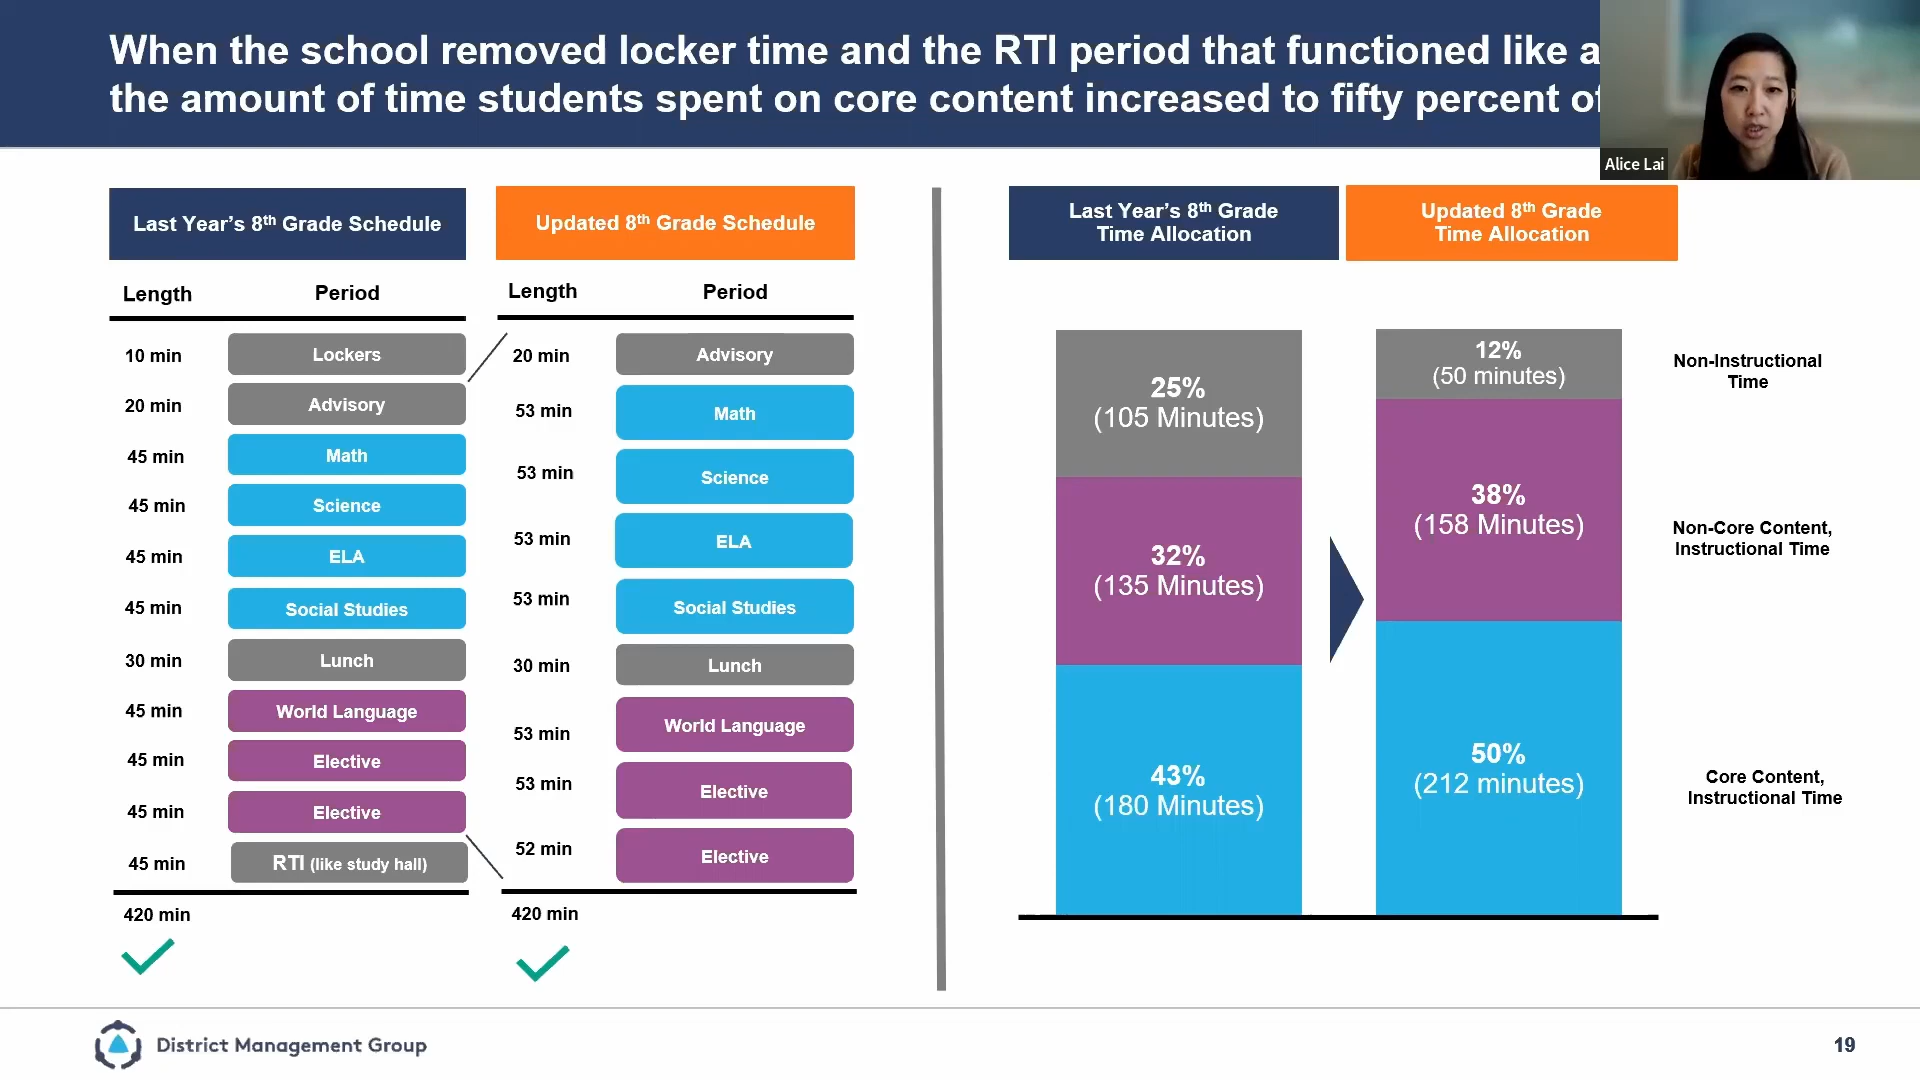 When the school removed locker time and the RTI period that functioned like a
the amount of time students spent on core content increased to fifty percent of
Alice Lai
Last Year's 8th Grade Schedule
Length Period
10 min Lockers
20 min Advisory
45 min Math
45 min Science
45 min ELA
45 min Social Studies
30 min Lunch
45 min World Language
45 min Elective
45 min Elective
45 min RTI (like study hall)
420 min
Updated 8th Grade Schedule
Length Period
20 min Advisory
53 min Math
53 min Science
53 min ELA
53 min Social Studies
30 min Lunch
53 min World Language
53 min Elective
52 min Elective
420 min
Last Year's 8th Grade
Time Allocation
25%
(105 Minutes)
32%
(135 Minutes)
43%
(180 Minutes)
Updated 8th Grade
Time Allocation
12%
(50 minutes)
38%
(158 Minutes)
50%
(212 minutes)
Non-Instructional
Time
Non-Core Content,
Instructional Time
Core Content,
Instructional Time
District Management Group
19